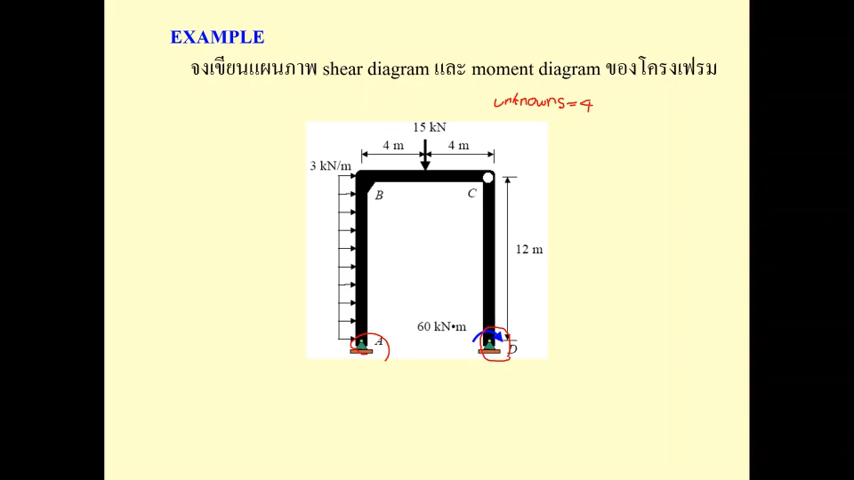 EXAMPLE
จงเขียนแผนภาพ shear diagram และ moment diagram ของโครงเฟรม
unknowns=4
15 kN
4 m 4 m
3 kN/m
B C
12 m
60 kN•m
A D